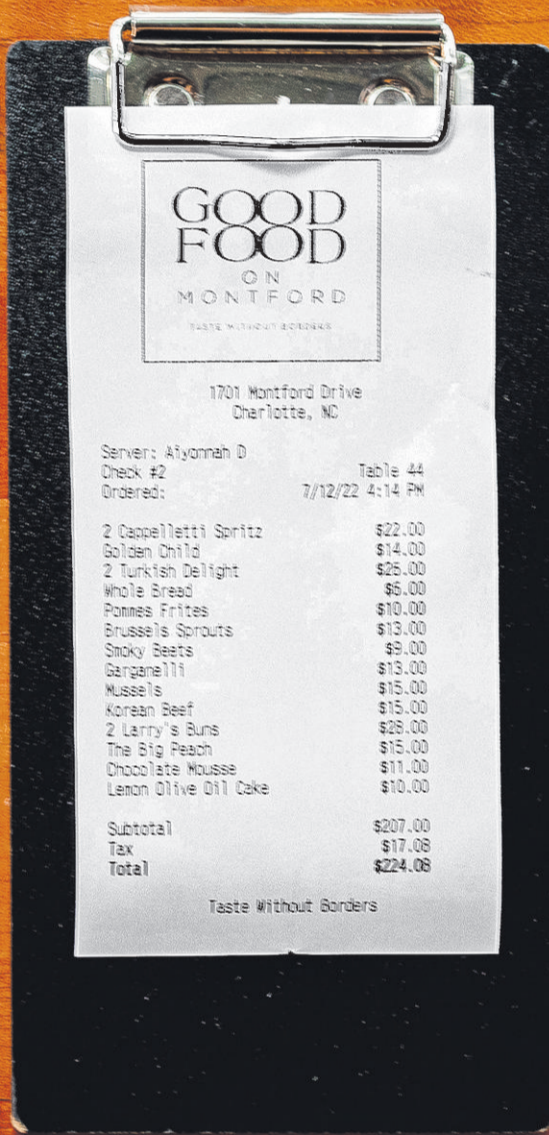 GOOD
FOOD
ON
MONTFORD
TASTE WITHOUT BORDERS
1701 Montford Drive
Charlotte, NC
Server: Aiyonnah D
Check #2 Table 44
Ordered: 7/12/22 4:14 PM
2 Cappelletti Spritz $22.00
Golden Child $14.00
2 Turkish Delight $26.00
Whole Bread $6.00
Pommes Frites $10.00
Brussels Sprouts $13.00
Smoky Beets $9.00
Garganelli $13.00
Mussels $15.00
Korean Beef $15.00
2 Larry's Buns $28.00
The Big Peach $15.00
Chocolate Mousse $11.00
Lemon Olive Oil Cake $10.00
Subtotal $207.00
Tax $17.08
Total $224.08
Taste Without Borders